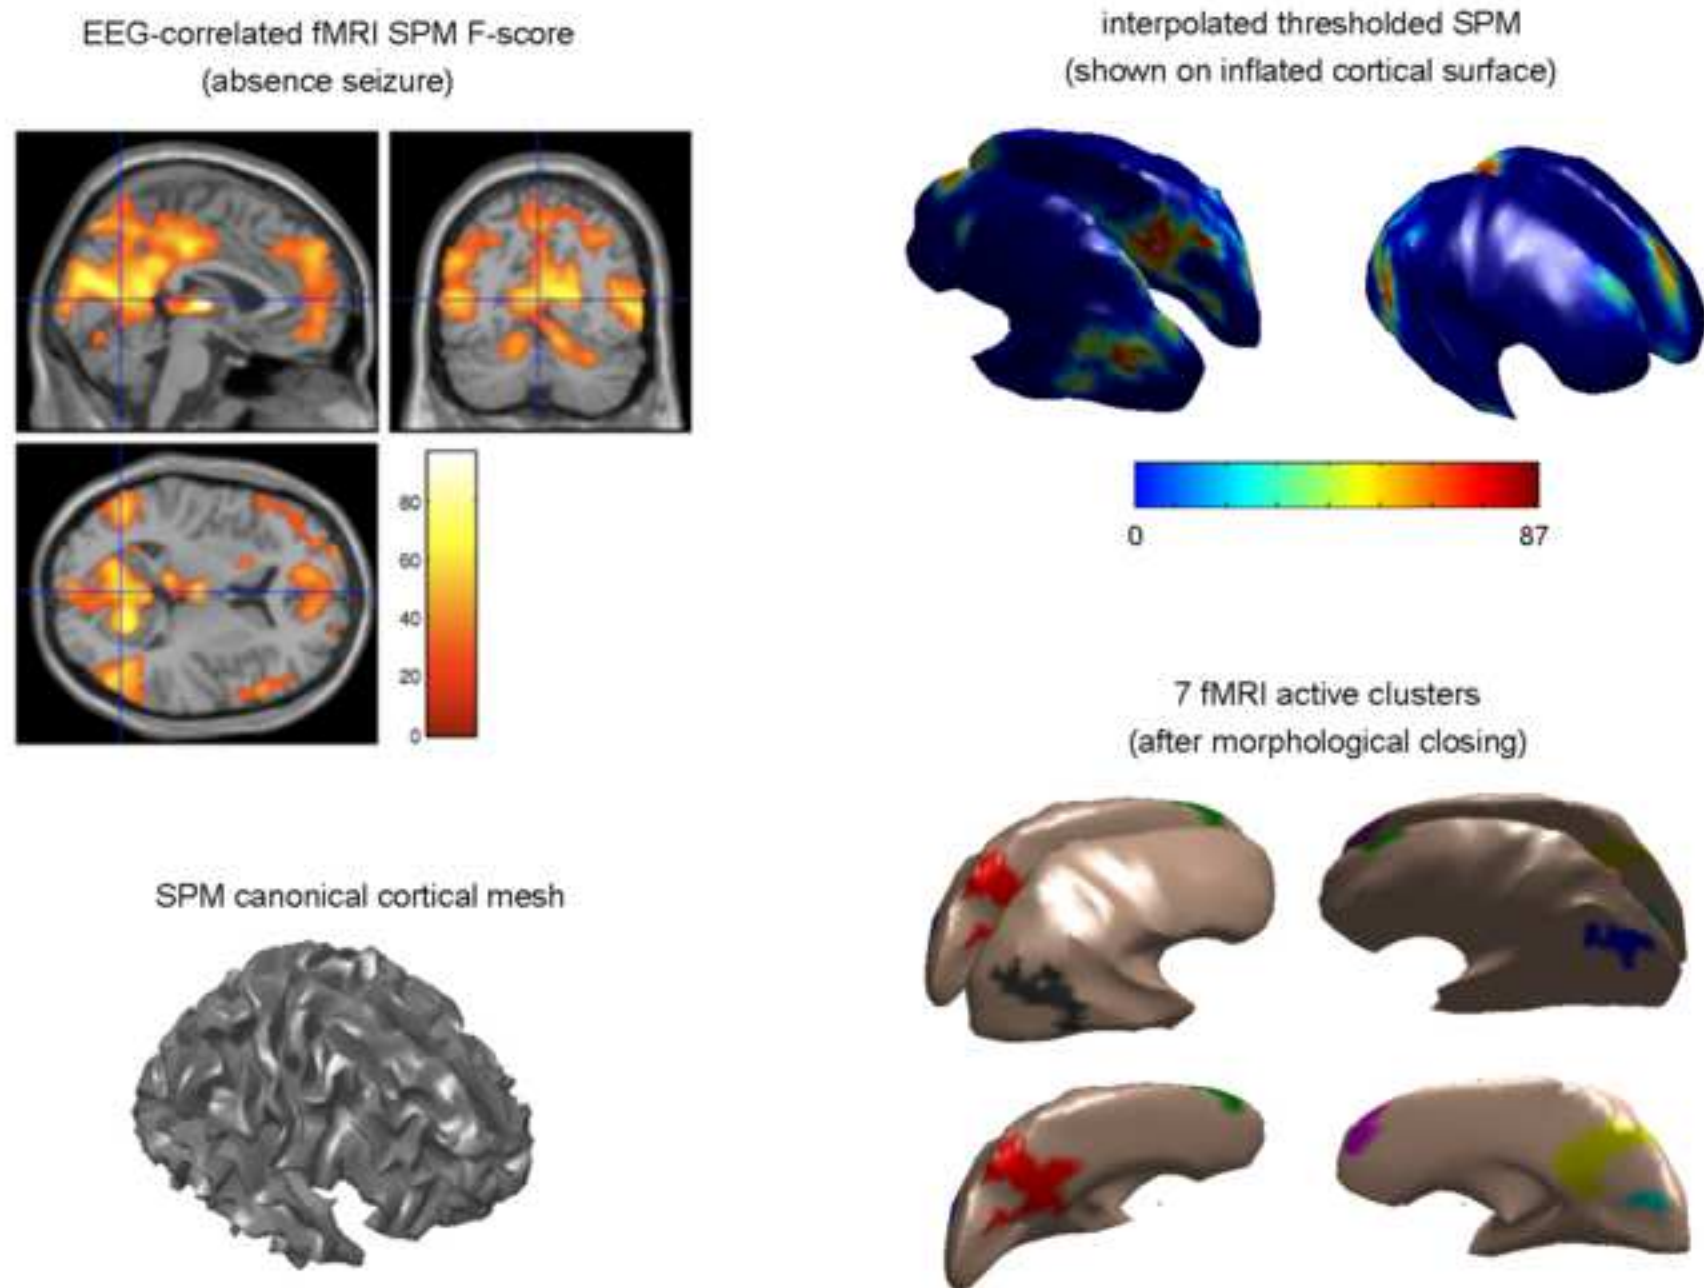 EEG-correlated fMRI SPM F-score
(absence seizure)
80
60
40
20
0
interpolated thresholded SPM
(shown on inflated cortical surface)
0 87
7 fMRI active clusters
(after morphological closing)
SPM canonical cortical mesh